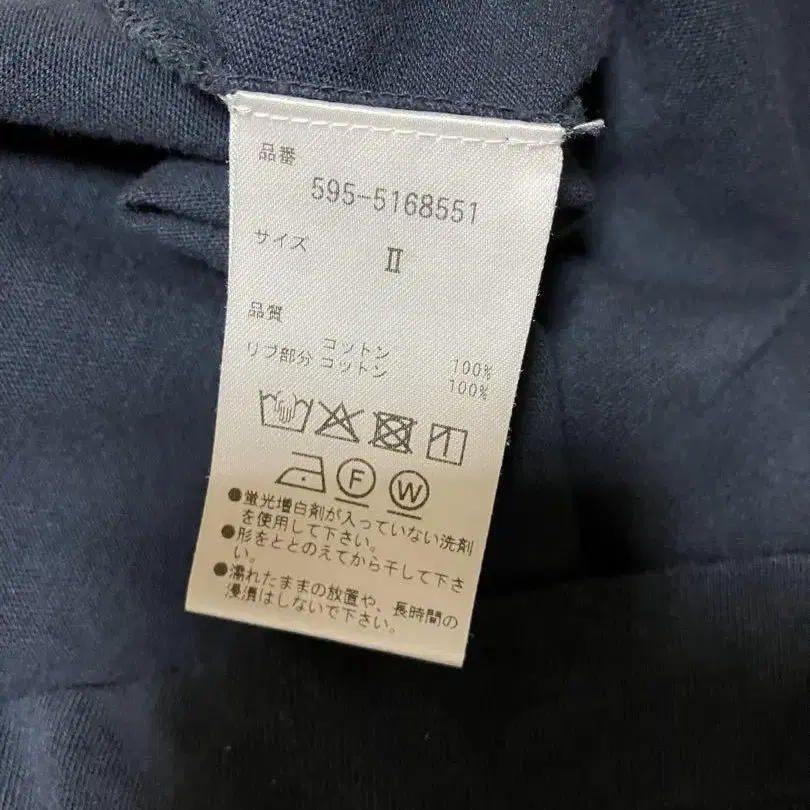 品番
595-5168551
サイズ
Ⅱ
品質
コットン 100%
リブ部分 コットン 100%
F W
●蛍光増白剤が入っていない洗剤
を使用して下さい。
●形をととのえてから干して下さ
い。
●濡れたままの放置や、長時間の
浸漬はしないで下さい。